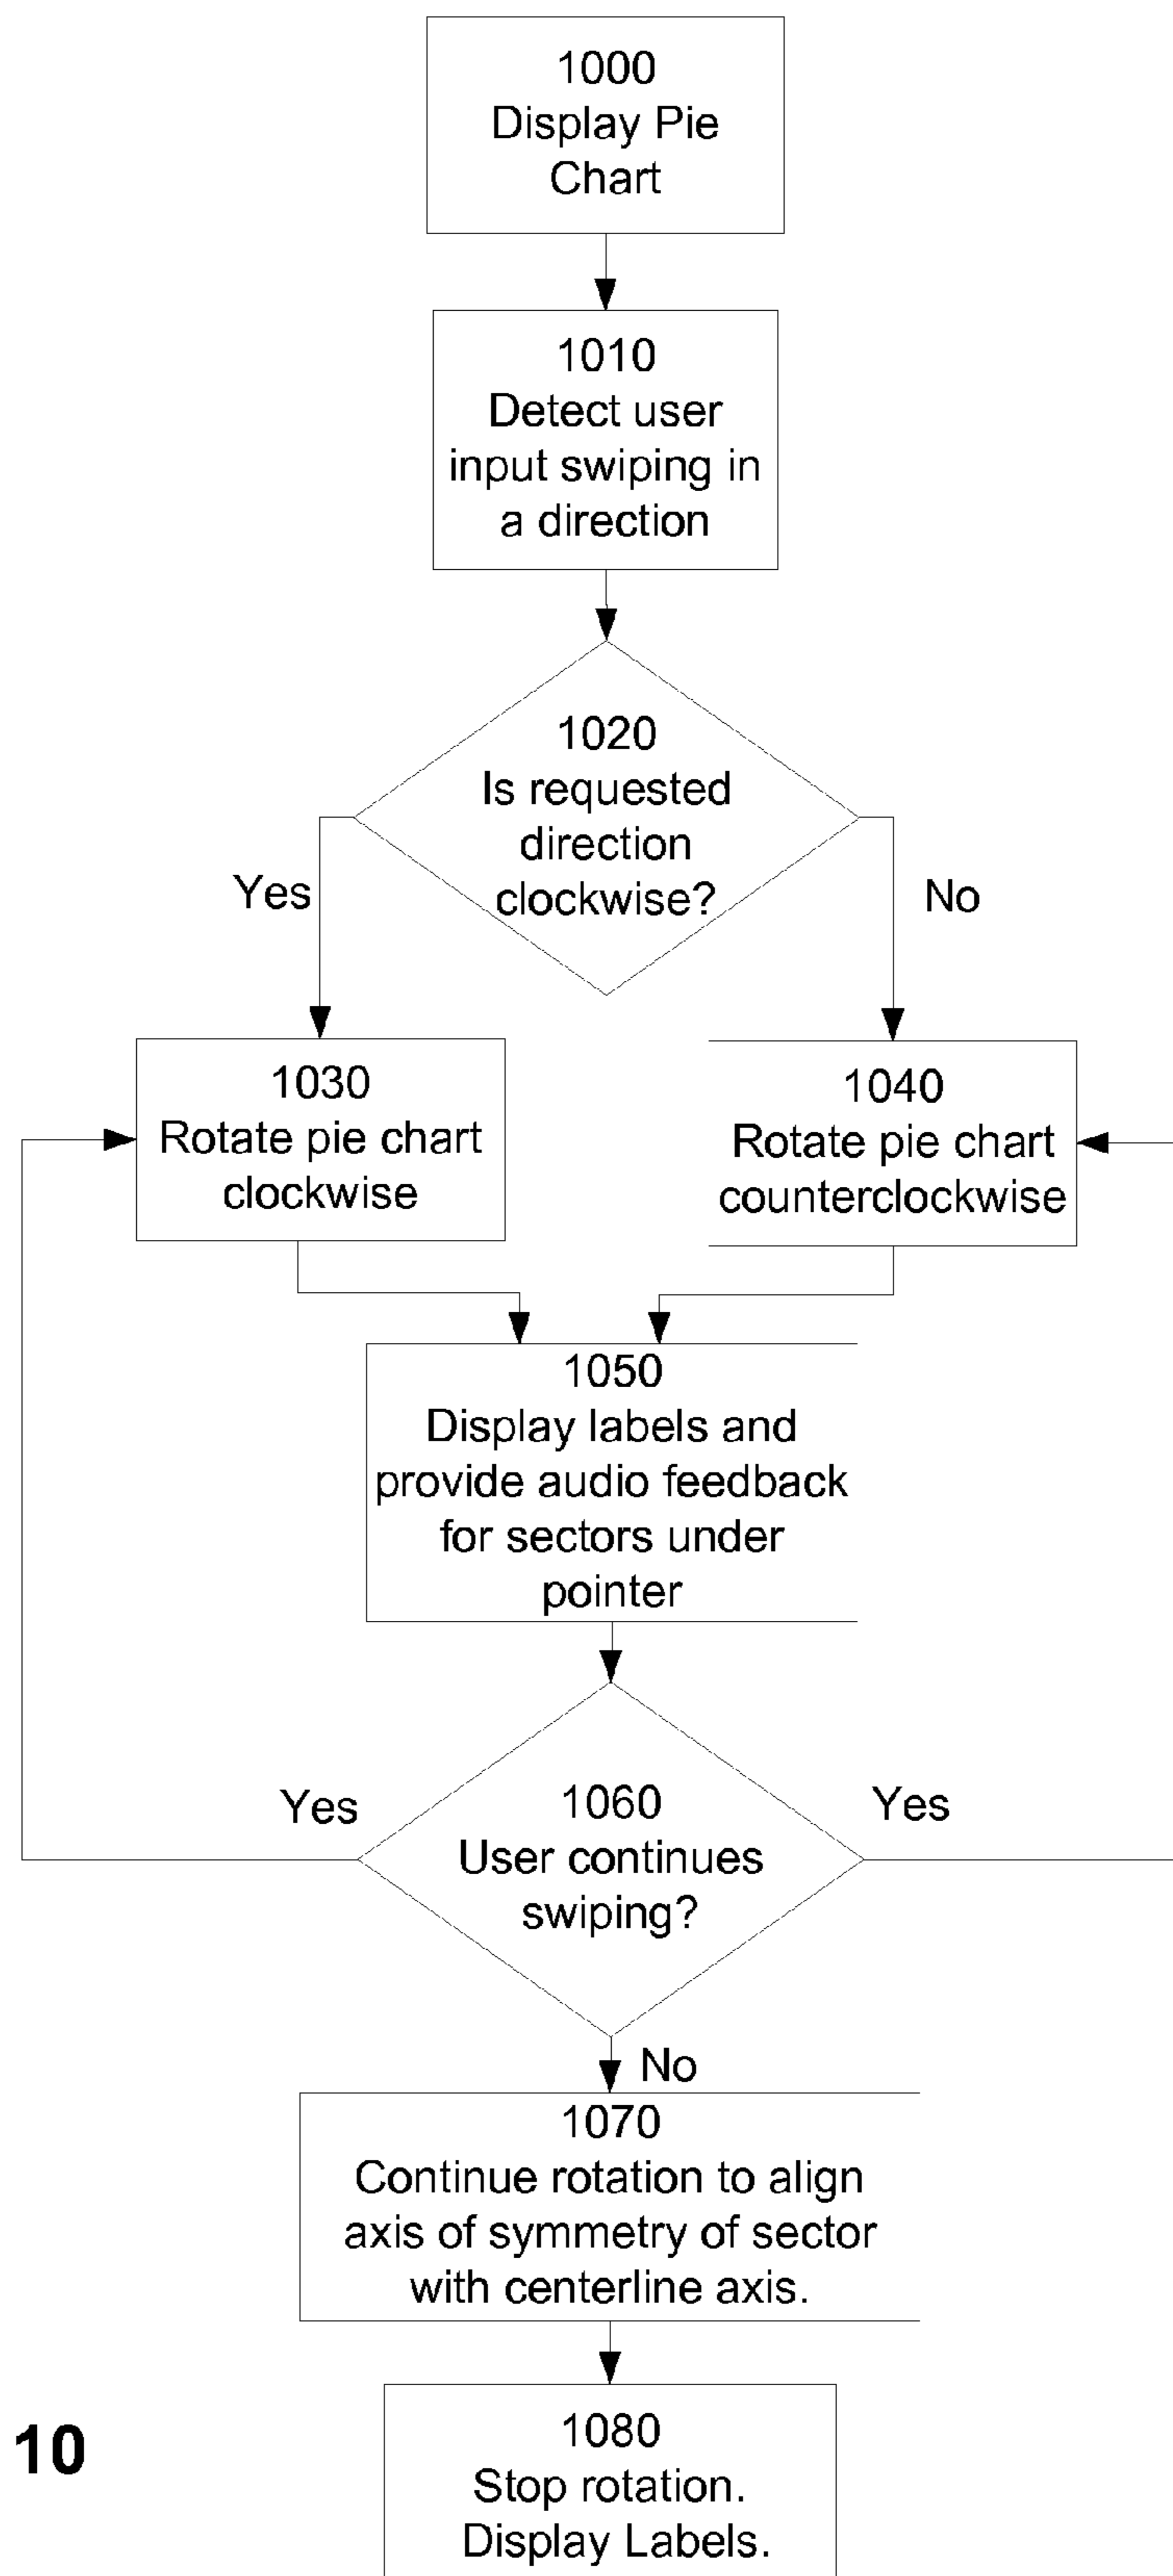 1000
Display Pie
Chart
1010
Detect user
input swiping in
a direction
1020
Is requested
direction
clockwise?
Yes
No
1030
Rotate pie chart
clockwise
1040
Rotate pie chart
counterclockwise
1050
Display labels and
provide audio feedback
for sectors under
pointer
Yes
1060
User continues
swiping?
Yes
No
1070
Continue rotation to align
axis of symmetry of sector
with centerline axis.
1080
Stop rotation.
Display Labels.
10